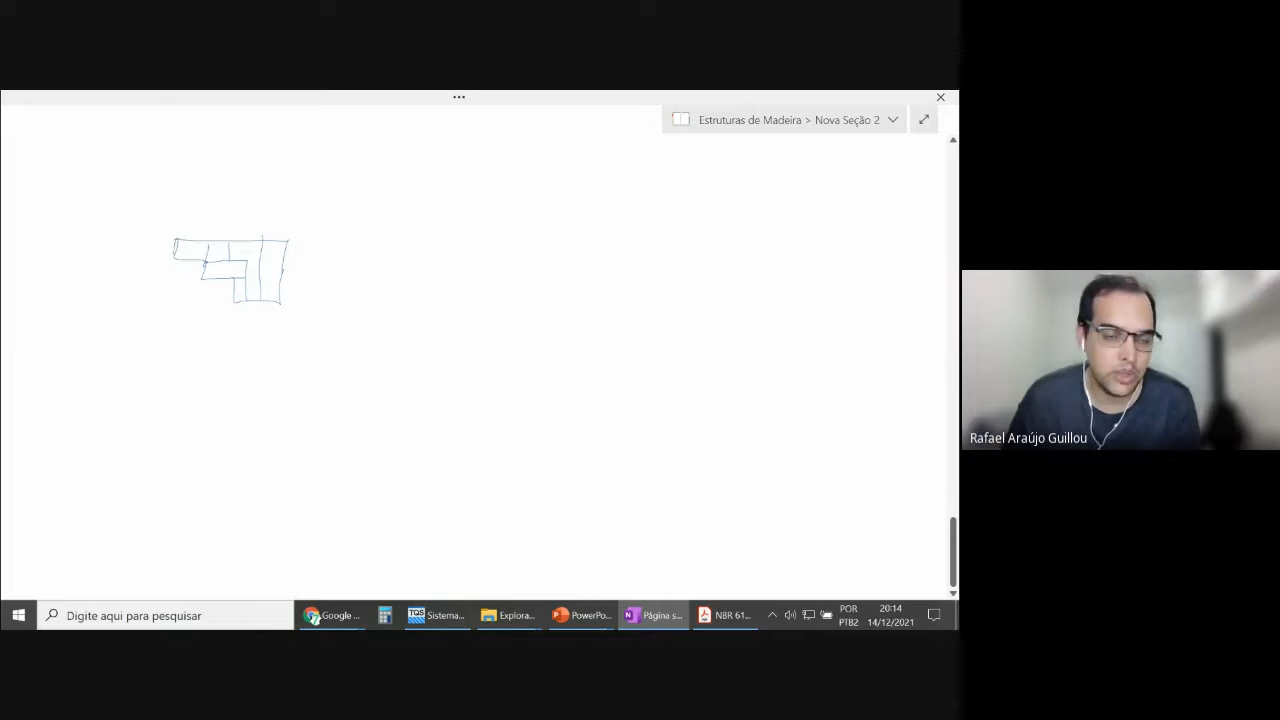 Estruturas de Madeira > Nova Seção 2
Rafael Araújo Guillou
Digite aqui para pesquisar
Google ...
TQS
Sistema...
Explora...
PowerPo...
Página s...
NBR 61...
POR
PTB2
20:14
14/12/2021